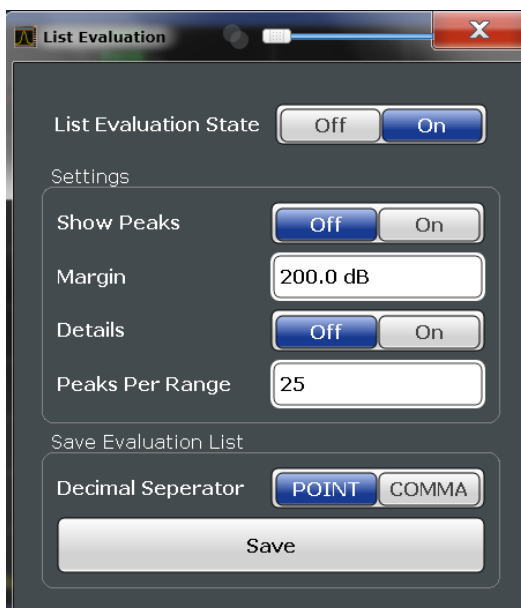 List Evaluation
X
List Evaluation State Off On
Settings
Show Peaks Off On
Margin 200.0 dB
Details Off On
Peaks Per Range 25
Save Evaluation List
Decimal Seperator POINT COMMA
Save